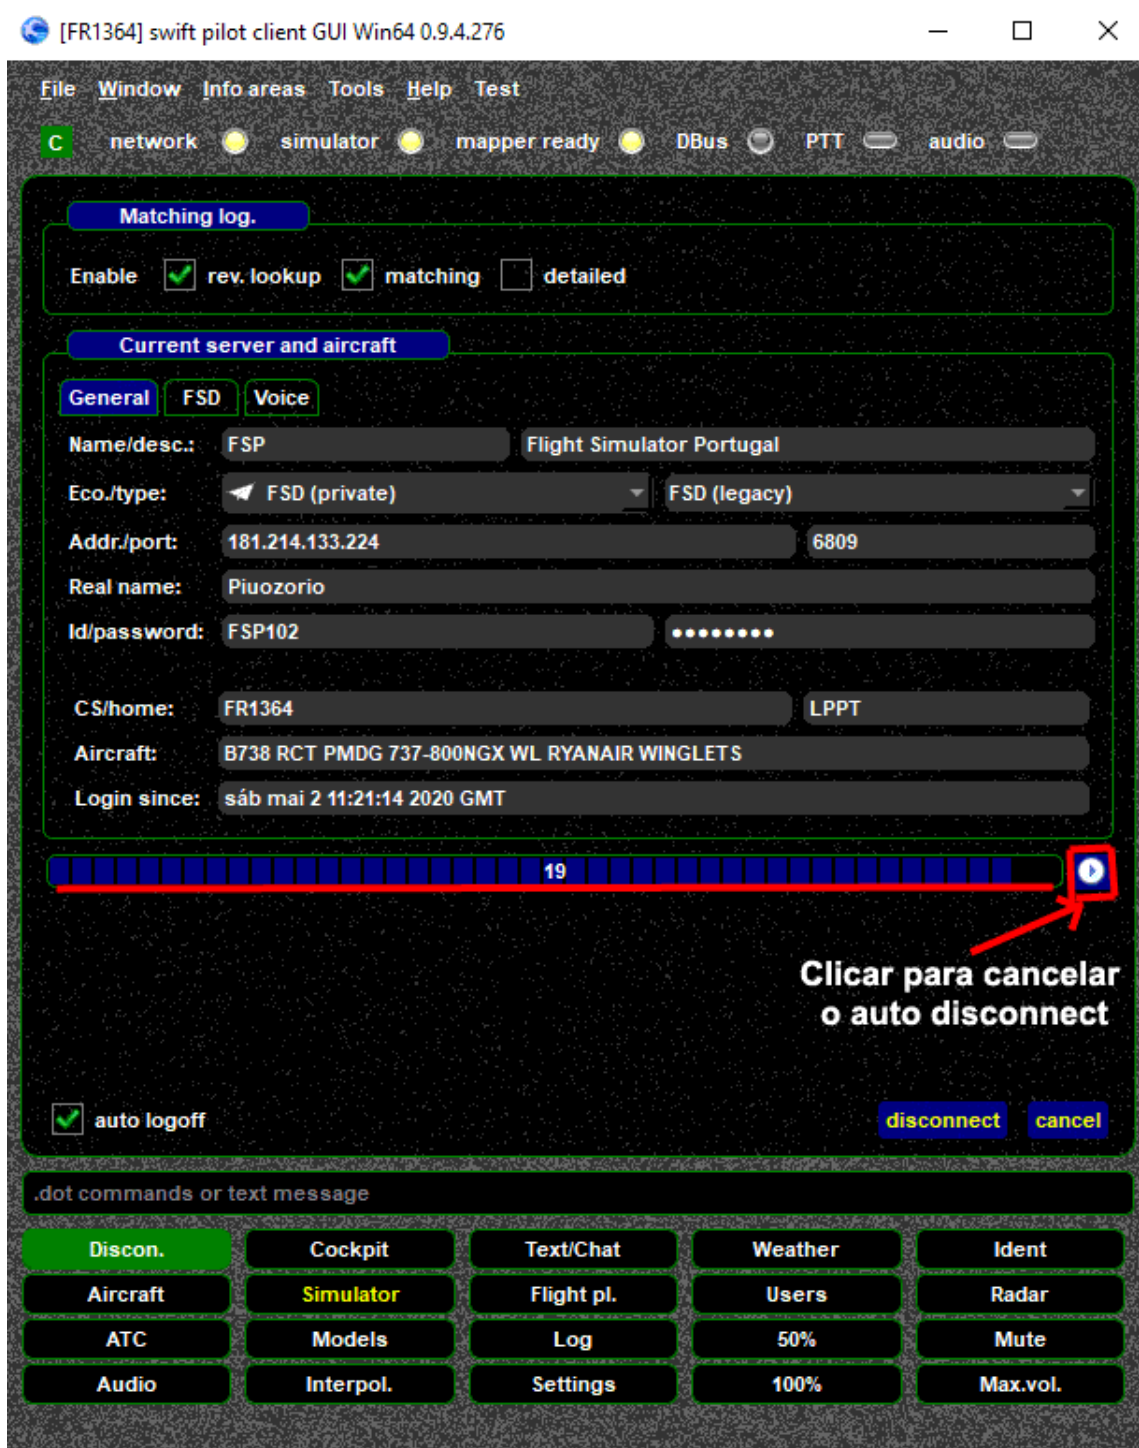 [FR1364] swift pilot client GUI Win64 0.9.4.276
File Window Info areas Tools Help Test
C network simulator mapper ready DBus PTT audio
Matching log.
Enable rev. lookup matching detailed
Current server and aircraft
General FSD Voice
Name/desc.: FSP Flight Simulator Portugal
Eco./type: FSD (private) FSD (legacy)
Addr./port: 181.214.133.224 6809
Real name: Piuozorio
Id/password: FSP102 ●●●●●●●●
CS/home: FR1364 LPPT
Aircraft: B738 RCT PMDG 737-800NGX WL RYANAIR WINGLETS
Login since: sáb mai 2 11:21:14 2020 GMT
19
Clicar para cancelar
o auto disconnect
auto logoff disconnect cancel
.dot commands or text message
Discon. Cockpit Text/Chat Weather Ident
Aircraft Simulator Flight pl. Users Radar
ATC Models Log 50% Mute
Audio Interpol. Settings 100% Max.vol.